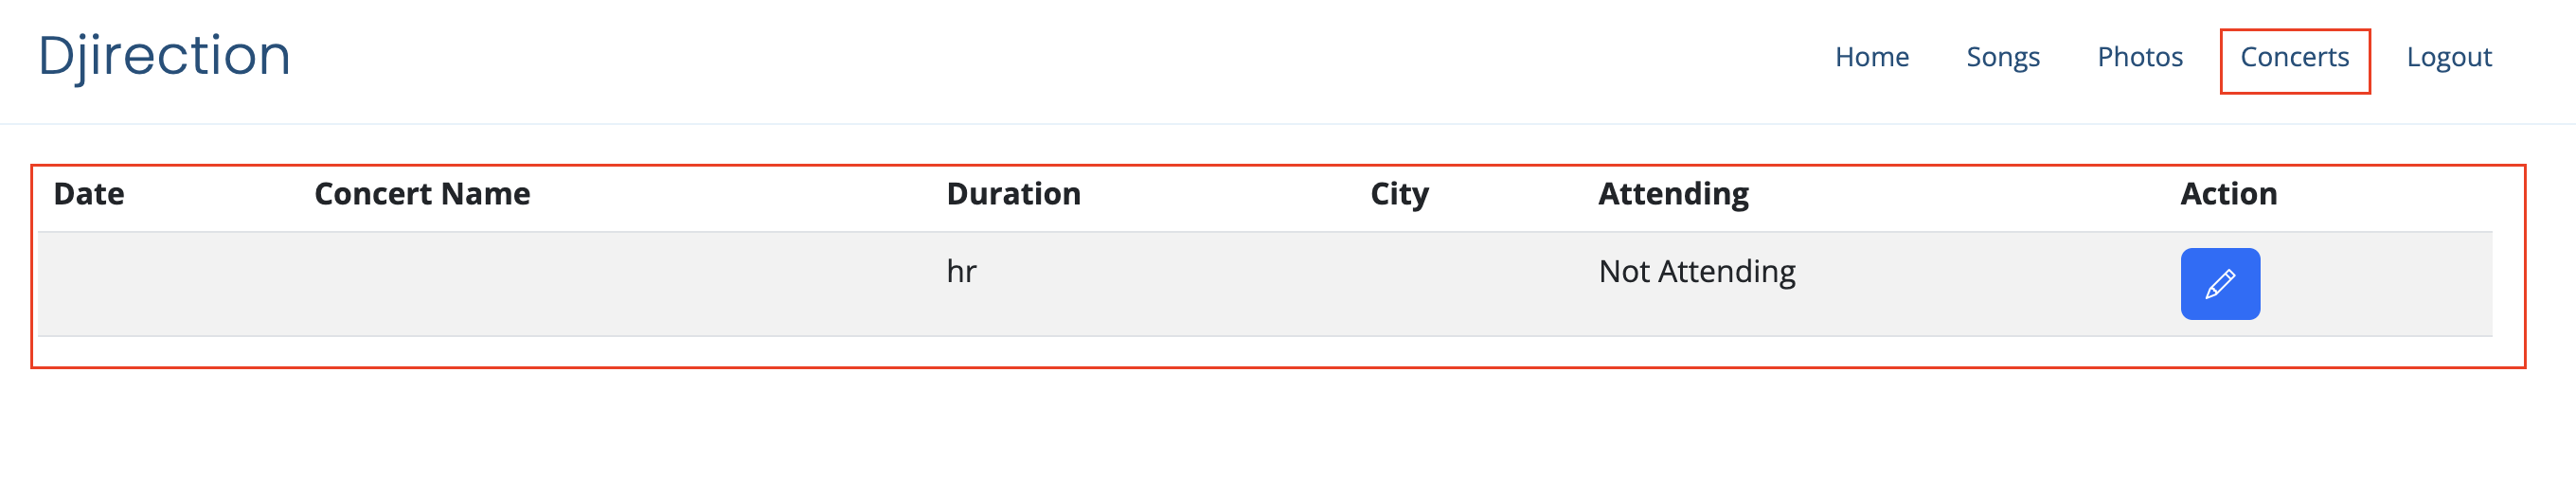 Djirection
Home Songs Photos Concerts Logout
Date Concert Name Duration City Attending Action
hr Not Attending